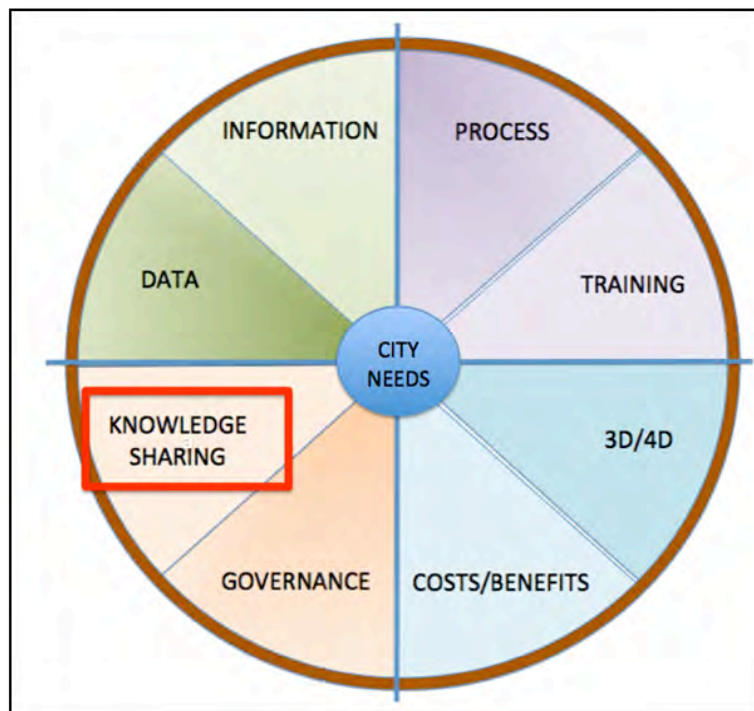 INFORMATION
PROCESS
DATA
TRAINING
CITY
NEEDS
KNOWLEDGE
SHARING
3D/4D
GOVERNANCE
COSTS/BENEFITS